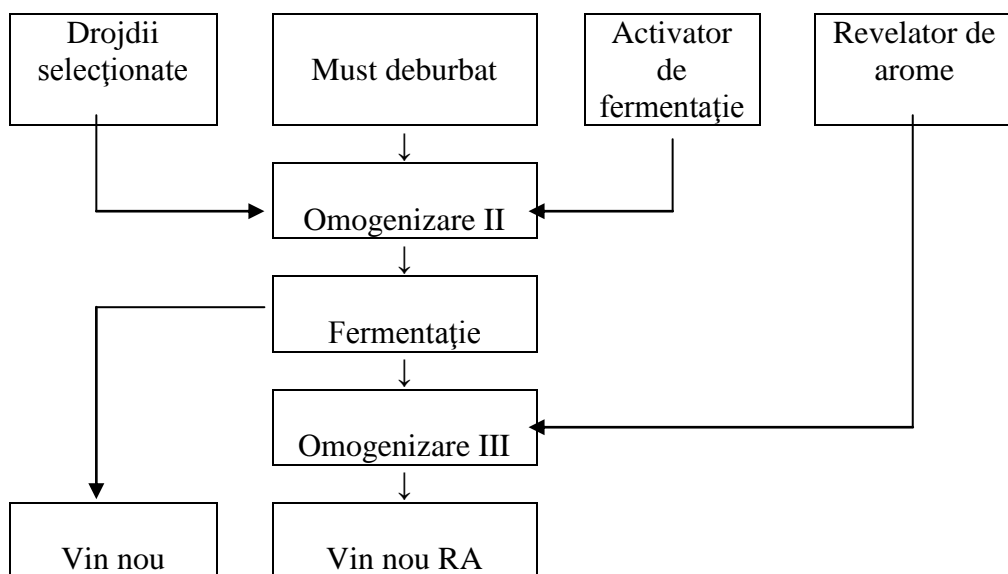 Drojdii
selecţionate
Must deburbat
Activator
de
fermentaţie
Revelator de
arome
Omogenizare II
Fermentaţie
Omogenizare III
Vin nou
Vin nou RA